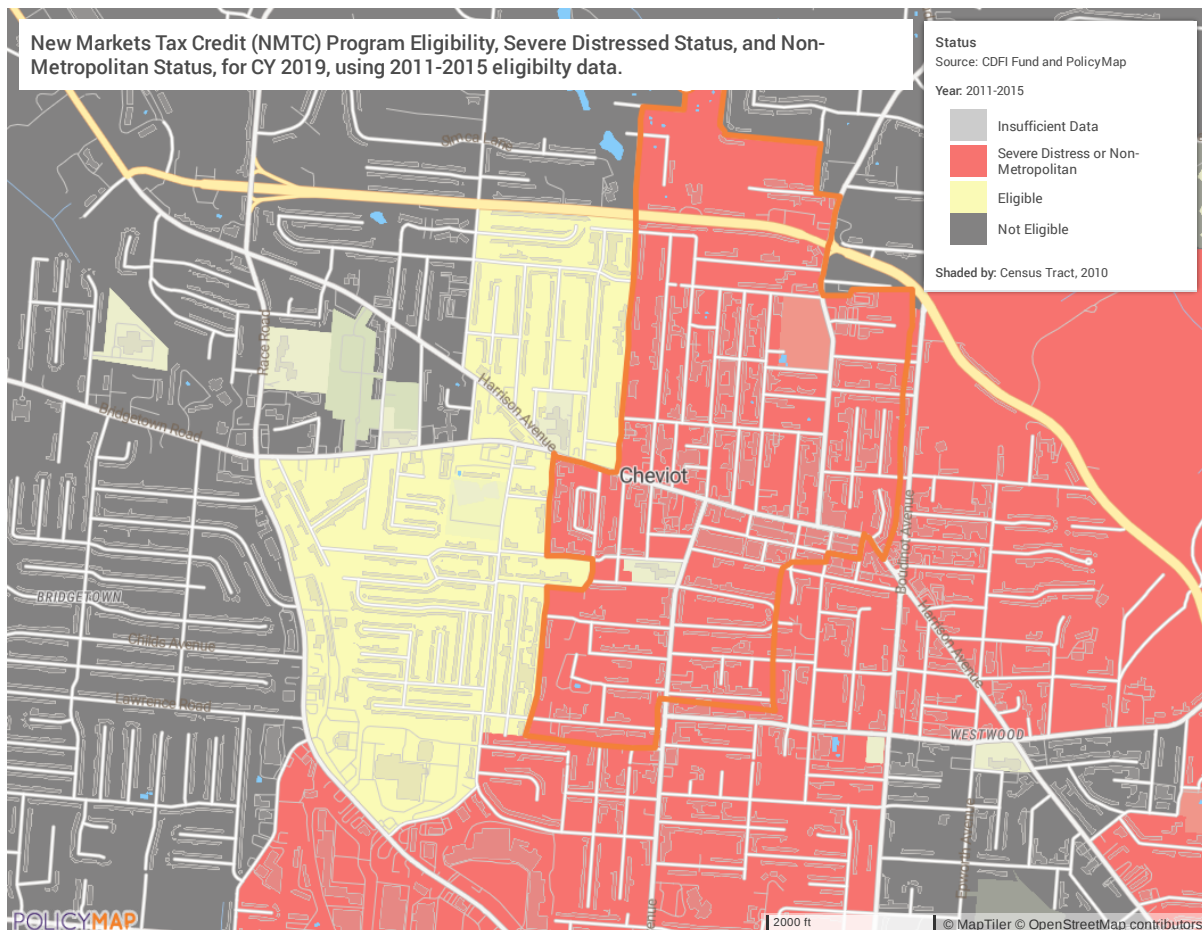 New Markets Tax Credit (NMTC) Program Eligibility, Severe Distressed Status, and Non-
Metropolitan Status, for CY 2019, using 2011-2015 eligibilty data.
Status
Source: CDFI Fund and PolicyMap
Year: 2011-2015
Insufficient Data
Severe Distress or Non-
Metropolitan
Eligible
Not Eligible
Shaded by: Census Tract, 2010
Race Road
Harrison Avenue
Bridgetown Road
Cheviot
Boudinot Avenue
BRIDGETOWN
Childs Avenue
Harrison Avenue
Lawrence Road
WESTWOOD
POLICYMAP
2000 ft
© MapTiler © OpenStreetMap contributors